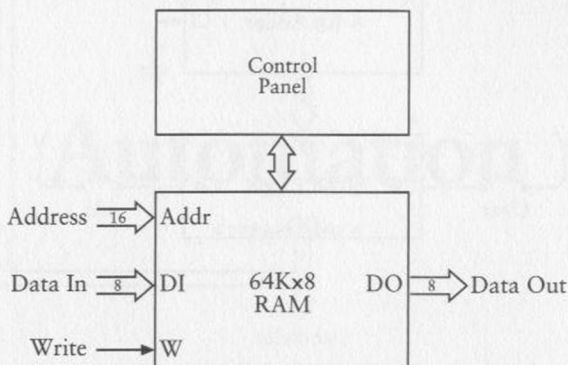 Control
Panel
Address 16 Addr
Data In 8 DI 64Kx8 DO 8 Data Out
RAM
Write W